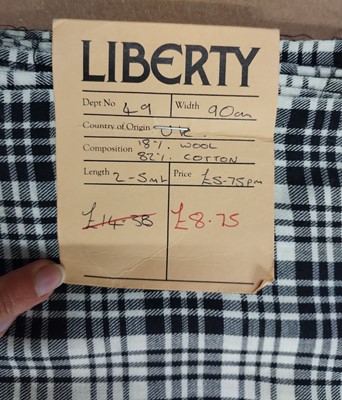 LIBERTY
Dept No 49 Width 90cm
Country of Origin UK.
Composition 18% WOOL
82% COTTON
Length 2-5mt Price £5-75pm
£14.38 £8.75